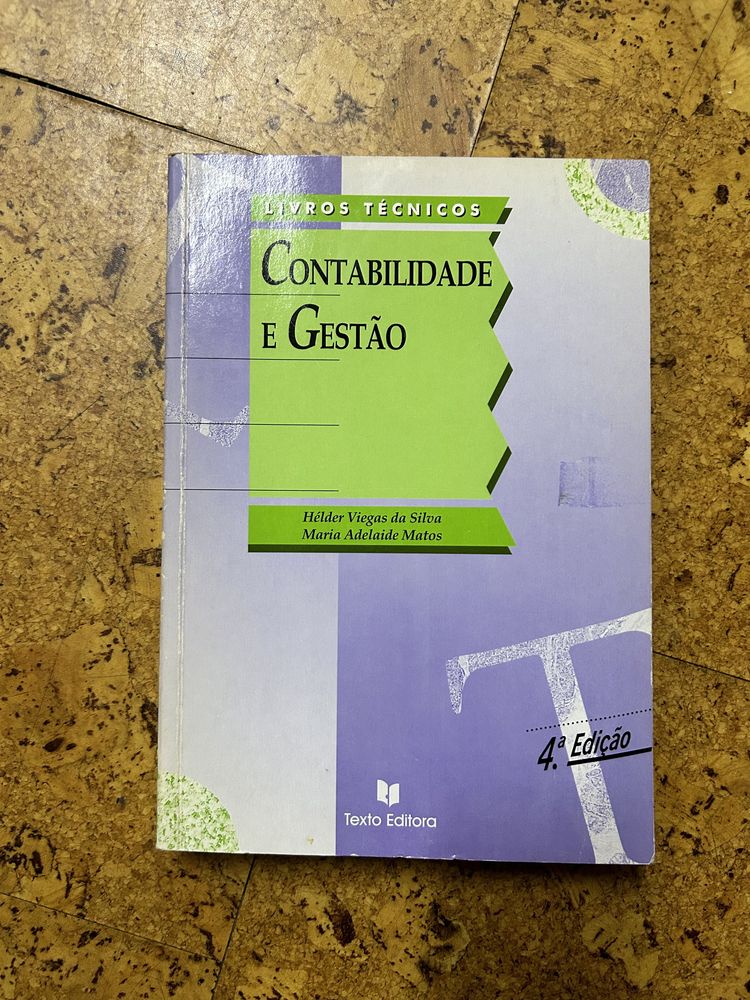 LIVROS TÉCNICOS
CONTABILIDADE
E GESTÃO
Hélder Viegas da Silva
Maria Adelaide Matos
4.ª Edição
Texto Editora